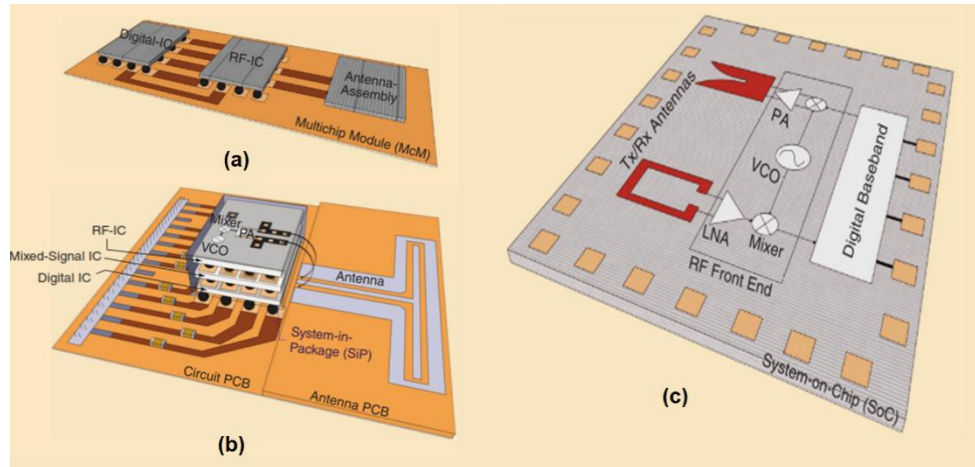 Digital-IC
RF-IC
Antenna-
Assembly
Multichip Module (McM)
(a)
RF-IC
Mixed-Signal IC
Digital IC
Mixer
PA
VCO
Antenna
System-in-
Package (SiP)
Circuit PCB
Antenna PCB
(b)
Tx/Rx Antennas
PA
VCO
LNA
Mixer
RF Front End
Digital Baseband
System-on-Chip (SoC)
(c)